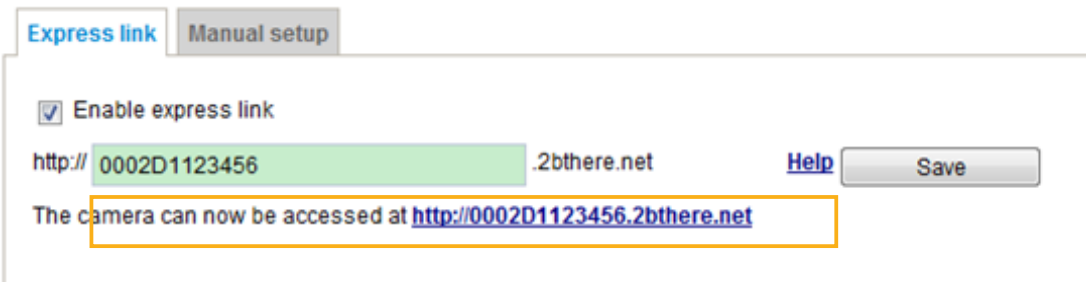 Express link Manual setup
Enable express link
http:// 0002D1123456 .2bthere.net Help Save
The camera can now be accessed at http://0002D1123456.2bthere.net